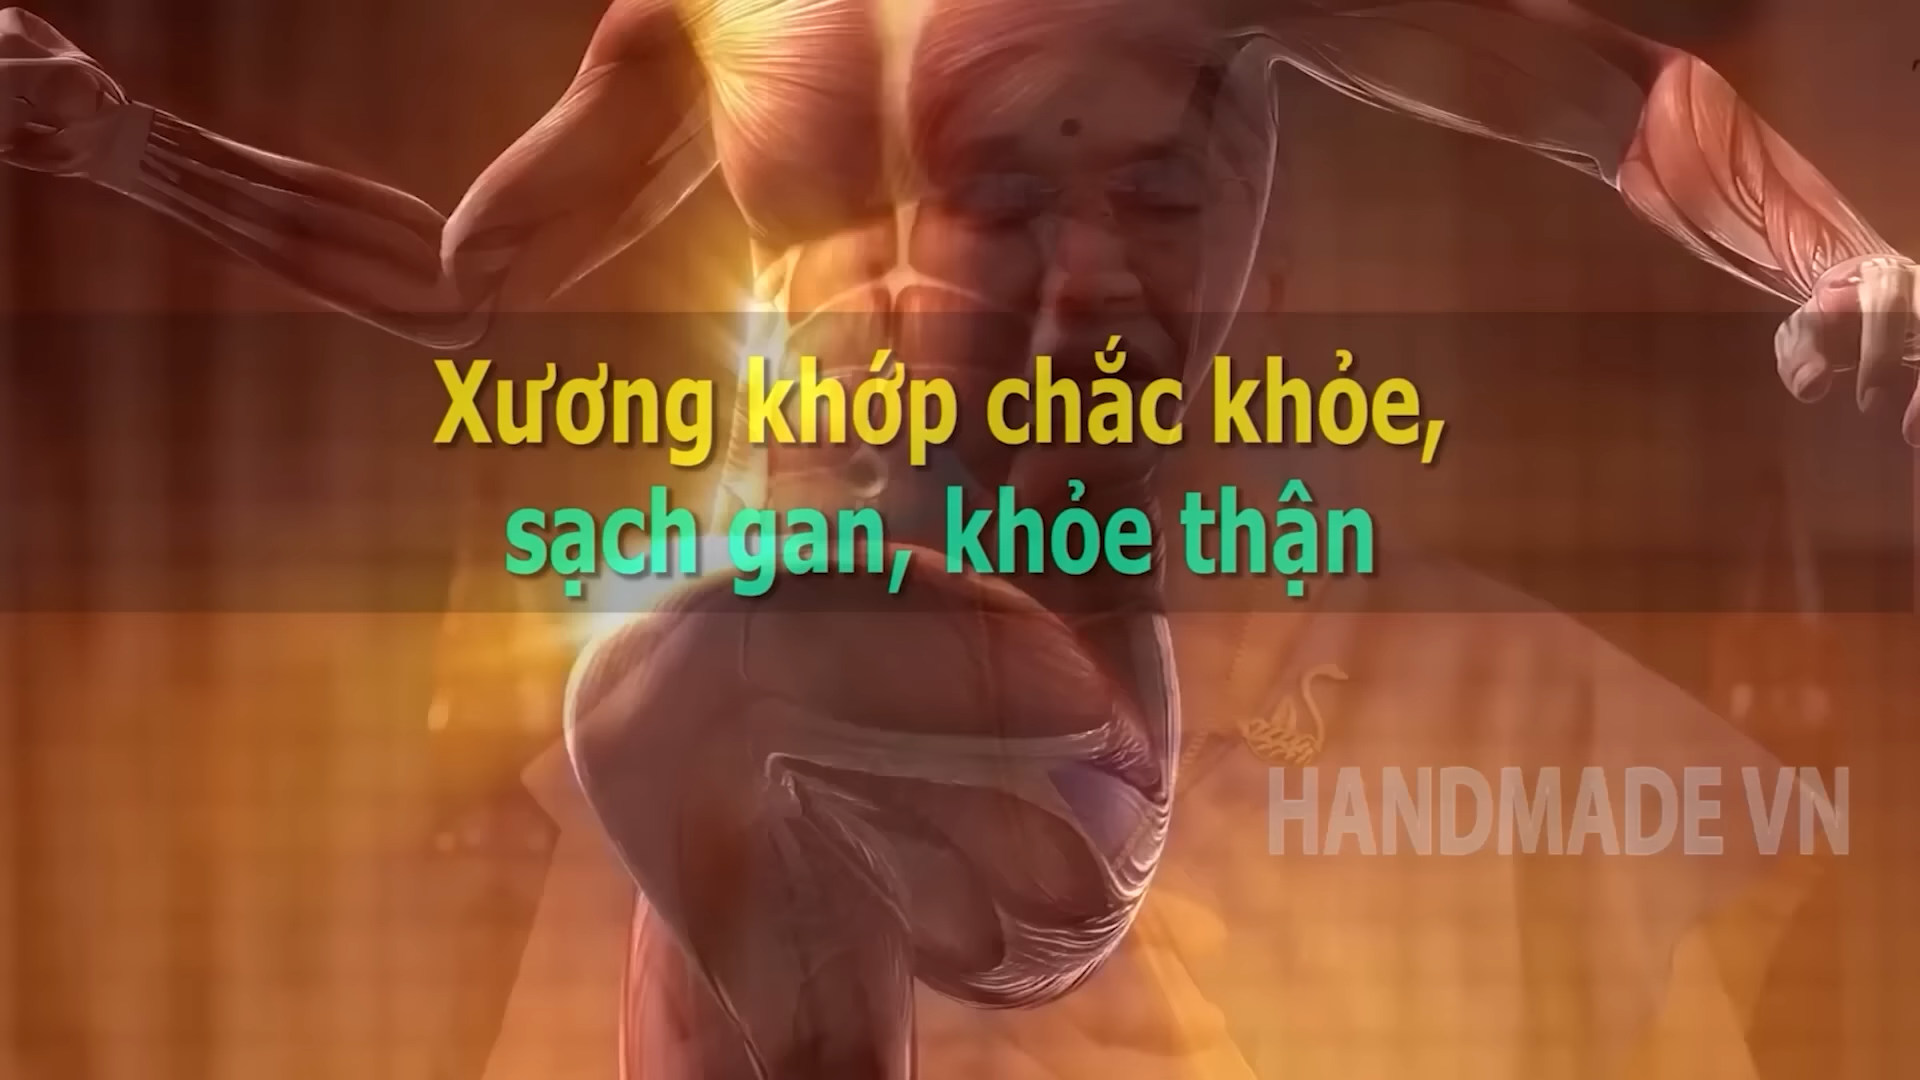 Xương khớp chắc khỏe,
sạch gan, khỏe thận
HANDMADE VN